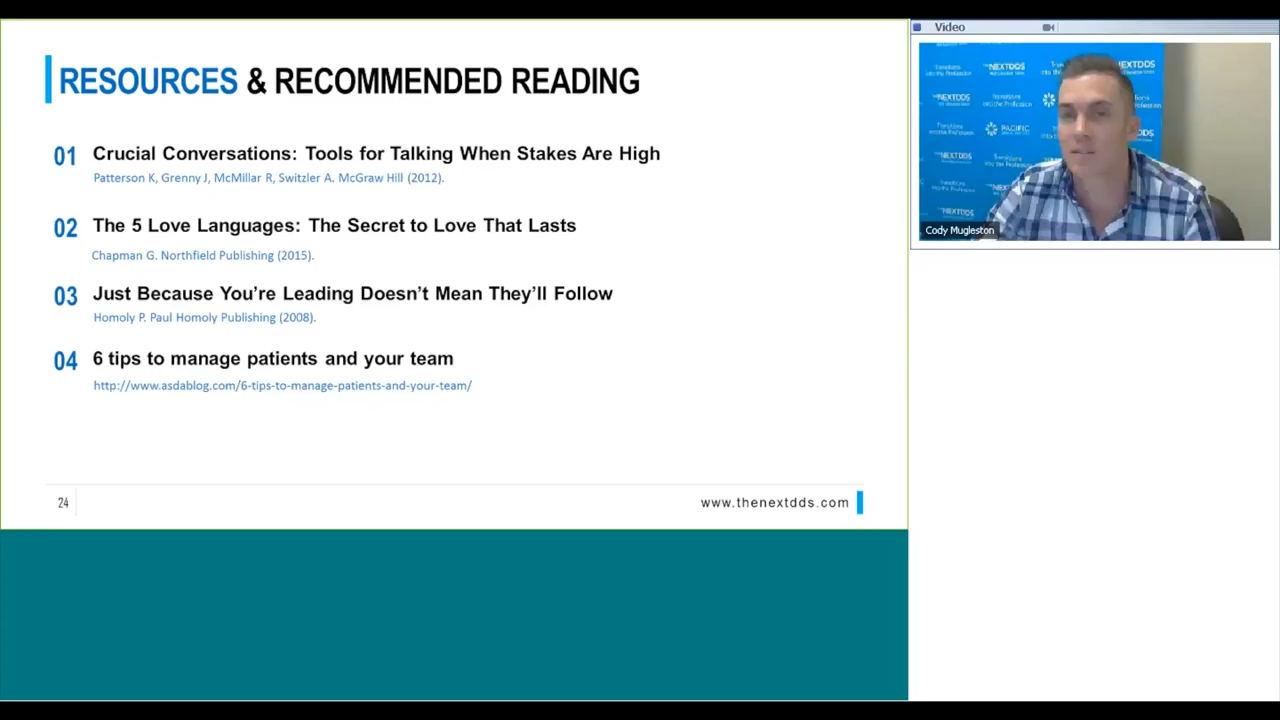 RESOURCES & RECOMMENDED READING
01 Crucial Conversations: Tools for Talking When Stakes Are High
Patterson K, Grenny J, McMillar R, Switzler A. McGraw Hill (2012).
02 The 5 Love Languages: The Secret to Love That Lasts
Chapman G. Northfield Publishing (2015).
03 Just Because You’re Leading Doesn’t Mean They’ll Follow
Homoly P. Paul Homoly Publishing (2008).
04 6 tips to manage patients and your team
http://www.asdablog.com/6-tips-to-manage-patients-and-your-team/
24
www.thenextdds.com
Video
THENEXTDDS
PACIFIC
Cody Mugleston